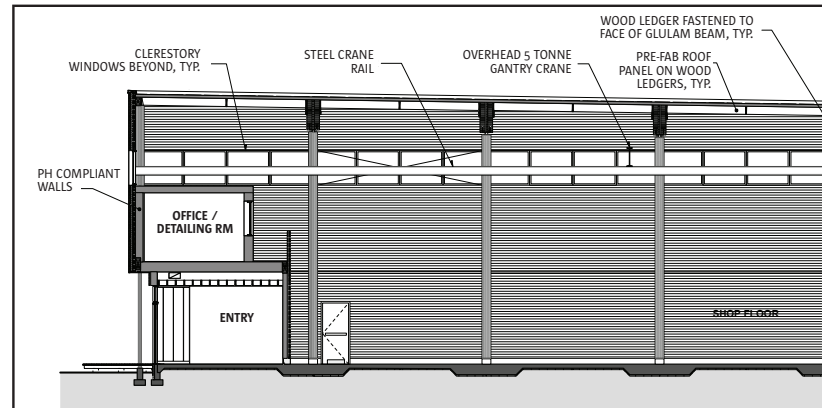 WOOD LEDGER FASTENED TO
FACE OF GLULAM BEAM, TYP.
CLERESTORY
WINDOWS BEYOND, TYP.
STEEL CRANE
RAIL
OVERHEAD 5 TONNE
GANTRY CRANE
PRE-FAB ROOF
PANEL ON WOOD
LEDGERS, TYP.
PH COMPLIANT
WALLS
OFFICE /
DETAILING RM
ENTRY
SHOP FLOOR